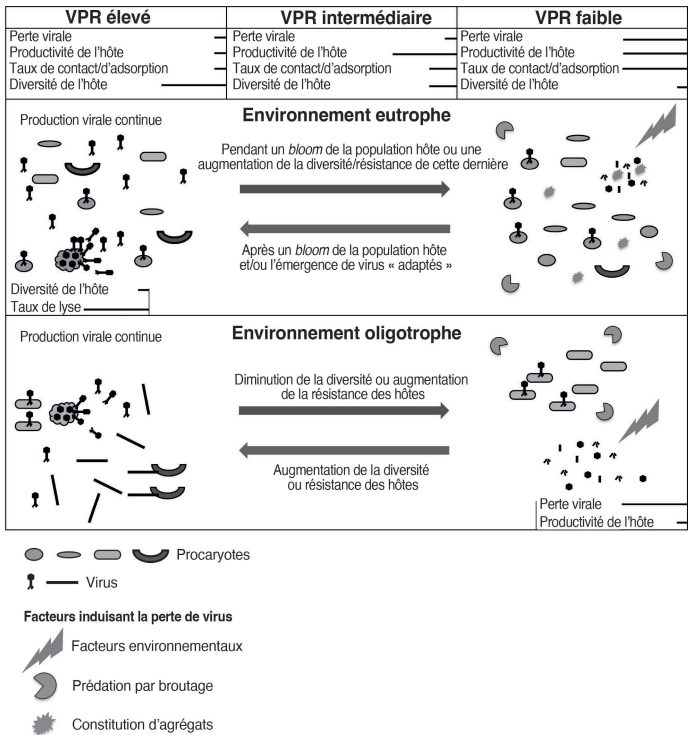 VPR élevé
Perte virale
Productivité de l'hôte
Taux de contact/d'adsorption
Diversité de l'hôte
VPR intermédiaire
Perte virale
Productivité de l'hôte
Taux de contact/d'adsorption
Diversité de l'hôte
VPR faible
Perte virale
Productivité de l'hôte
Taux de contact/d'adsorption
Diversité de l'hôte
Environnement eutrophe
Production virale continue
Pendant un bloom de la population hôte ou une
augmentation de la diversité/résistance de cette dernière
Après un bloom de la population hôte
et/ou l'émergence de virus « adaptés »
Diversité de l'hôte
Taux de lyse
Environnement oligotrophe
Production virale continue
Diminution de la diversité ou augmentation
de la résistance des hôtes
Augmentation de la diversité
ou résistance des hôtes
Perte virale
Productivité de l'hôte
Procaryotes
Virus
Facteurs induisant la perte de virus
Facteurs environnementaux
Prédation par broutage
Constitution d'agrégats